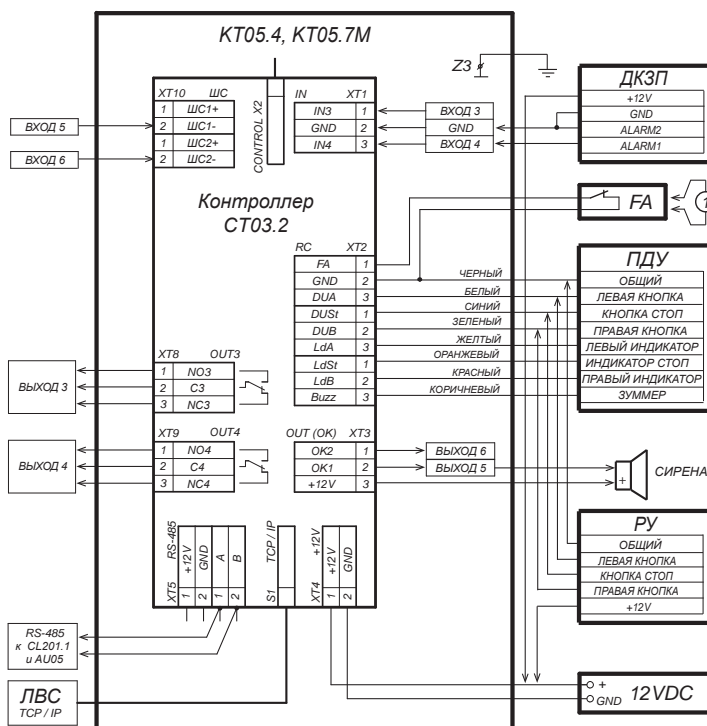 KT05.4, KT05.7M
Z3
XT10 ШС
1 ШС1+
2 ШС1-
1 ШС2+
2 ШС2-
CONTROL X2
IN XT1
IN3 1
GND 2
IN4 3
ВХОД 5
ВХОД 6
ВХОД 3
GND
ВХОД 4
ДКЗП
+12V
GND
ALARM2
ALARM1
Контроллер
СТ03.2
FA
1
RC XT2
FA 1
GND 2
DUA 3
DUSt 1
DUB 2
LdA 3
LdSt 1
LdB 2
Buzz 3
ЧЕРНЫЙ
БЕЛЫЙ
СИНИЙ
ЗЕЛЕНЫЙ
ЖЕЛТЫЙ
ОРАНЖЕВЫЙ
КРАСНЫЙ
КОРИЧНЕВЫЙ
ПДУ
ОБЩИЙ
ЛЕВАЯ КНОПКА
КНОПКА СТОП
ПРАВАЯ КНОПКА
ЛЕВЫЙ ИНДИКАТОР
ИНДИКАТОР СТОП
ПРАВЫЙ ИНДИКАТОР
ЗУММЕР
XT8 OUT3
1 NO3
2 C3
3 NC3
ВЫХОД 3
XT9 OUT4
1 NO4
2 C4
3 NC4
ВЫХОД 4
OUT (OK) XT3
OK2 1
OK1 2
+12V 3
ВЫХОД 6
ВЫХОД 5
+
СИРЕНА
РУ
ОБЩИЙ
ЛЕВАЯ КНОПКА
КНОПКА СТОП
ПРАВАЯ КНОПКА
+12V
XT5 RS-485
1 +12V
2 GND
1 A
2 B
S1 TCP / IP
XT4 +12V
1 +12V
2 GND
RS-485
к CL201.1
и AU05
ЛВС
TCP / IP
+
GND
12VDC